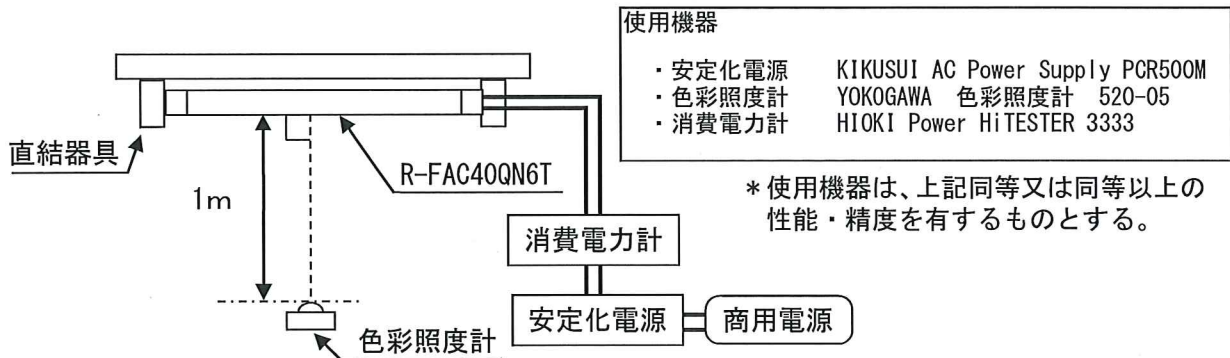 使用機器
・安定化電源 KIKUSUI AC Power Supply PCR500M
・色彩照度計 YOKOGAWA 色彩照度計 520-05
・消費電力計 HIOKI Power HiTESTER 3333
直結器具
1m
R-FAC40QN6T
＊使用機器は、上記同等又は同等以上の
性能・精度を有するものとする。
消費電力計
安定化電源
商用電源
色彩照度計